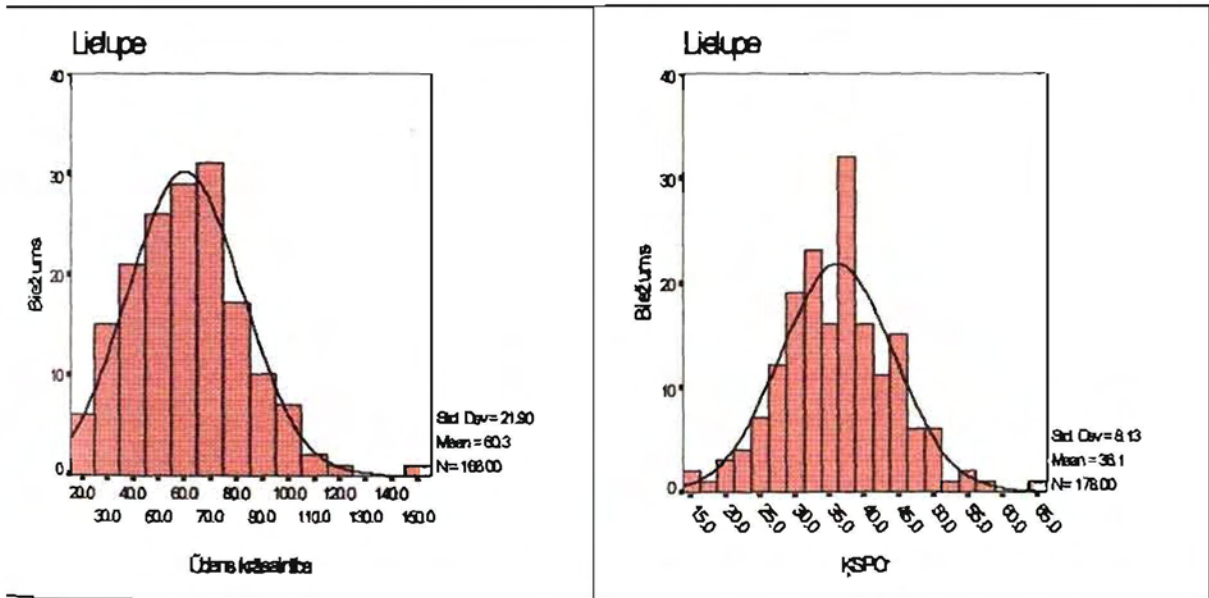 Lielupe
40
30
20
10
0
Biežums
Std. Dev = 21.90
Mean = 60.3
N = 166.00
20.0 40.0 60.0 80.0 100.0 120.0
30.0 50.0 70.0 90.0 110.0 130.0 150.0
Ūdens krāsainība
Lielupe
40
30
20
10
0
Biežums
Std. Dev = 8.13
Mean = 36.1
N = 178.00
15.0 20.0 25.0 30.0 35.0 40.0 45.0 50.0 55.0 60.0 65.0
ĶSPCr